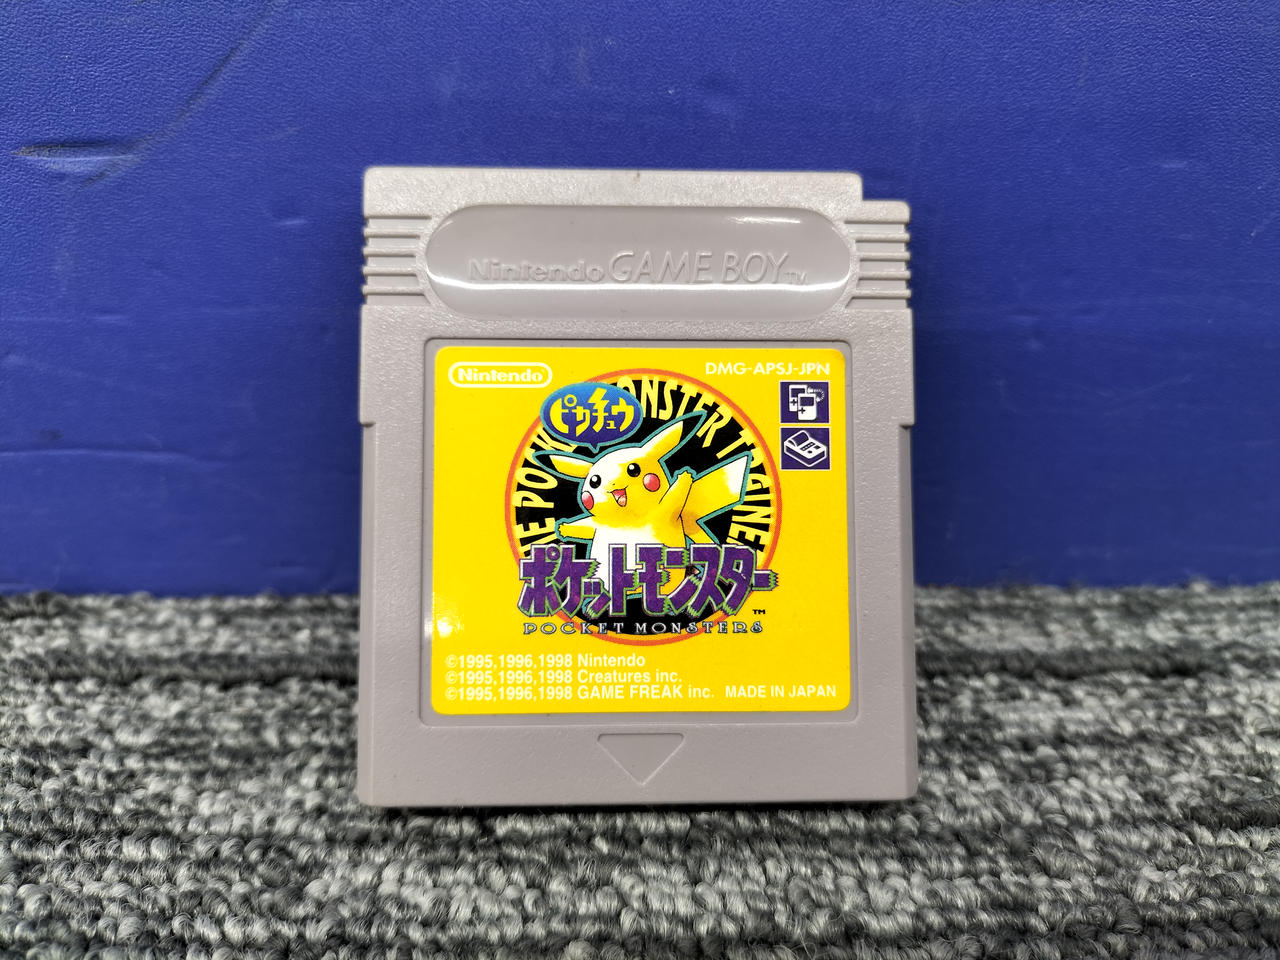 Nintendo GAME BOY TM
Nintendo
DMG-APSJ-JPN
MONSTER
ピカチュウ
ポケットモンスター
TM
POCKET MONSTERS
©1995,1996,1998 Nintendo
©1995,1996,1998 Creatures inc.
©1995,1996,1998 GAME FREAK inc. MADE IN JAPAN